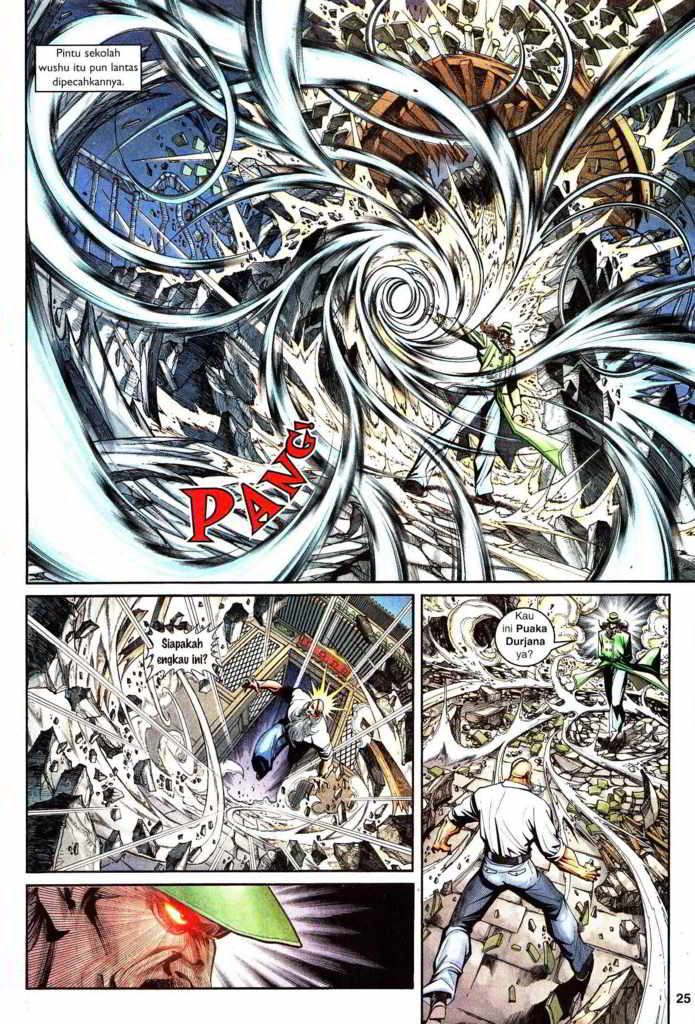 Pintu sekolah
wushu itu pun lantas
dipecahkannya.
PANG!
Siapakah
engkau ini?
Kau
ini Puaka
Durjana
ya?
25